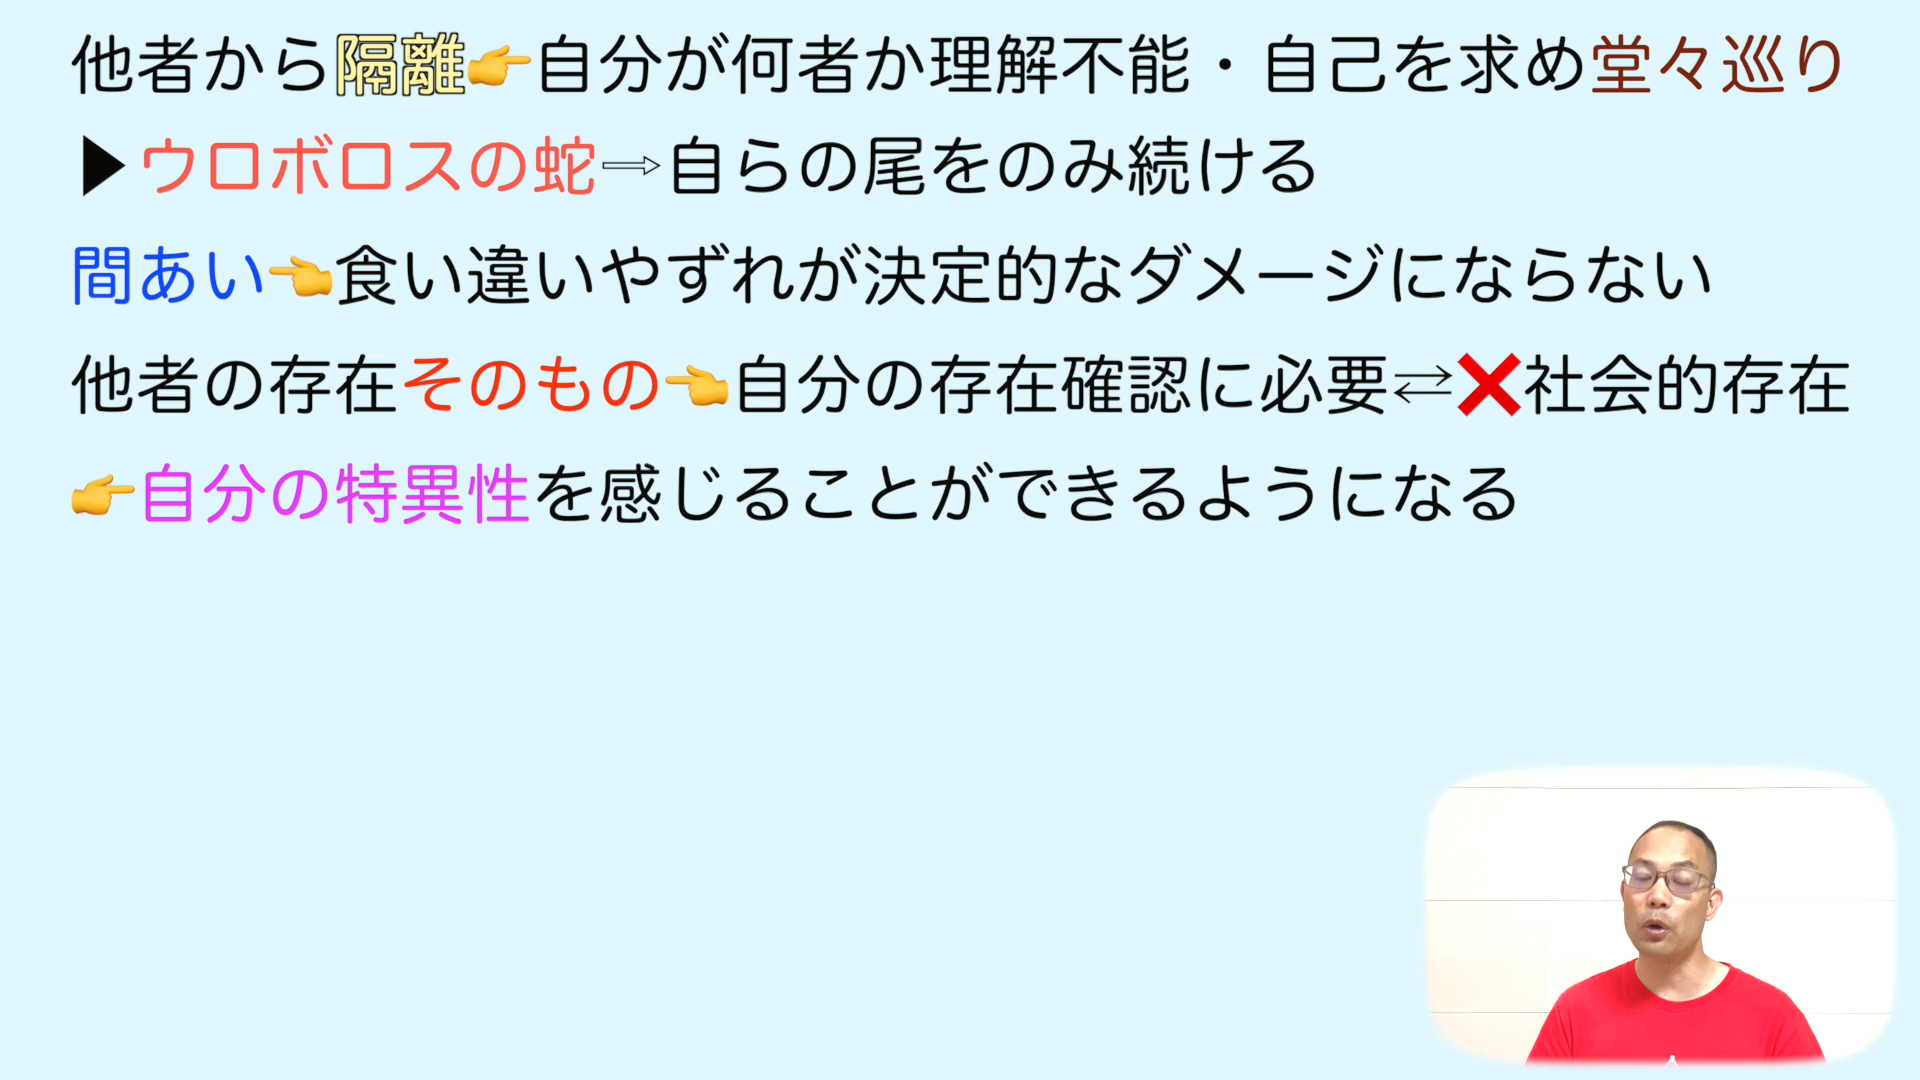 他者から隔離👉自分が何者か理解不能・自己を求め堂々巡り
▶ウロボロスの蛇⇒自らの尾をのみ続ける
間あい👈食い違いやずれが決定的なダメージにならない
他者の存在そのもの👈自分の存在確認に必要⇄❌社会的存在
👉自分の特異性を感じることができるようになる